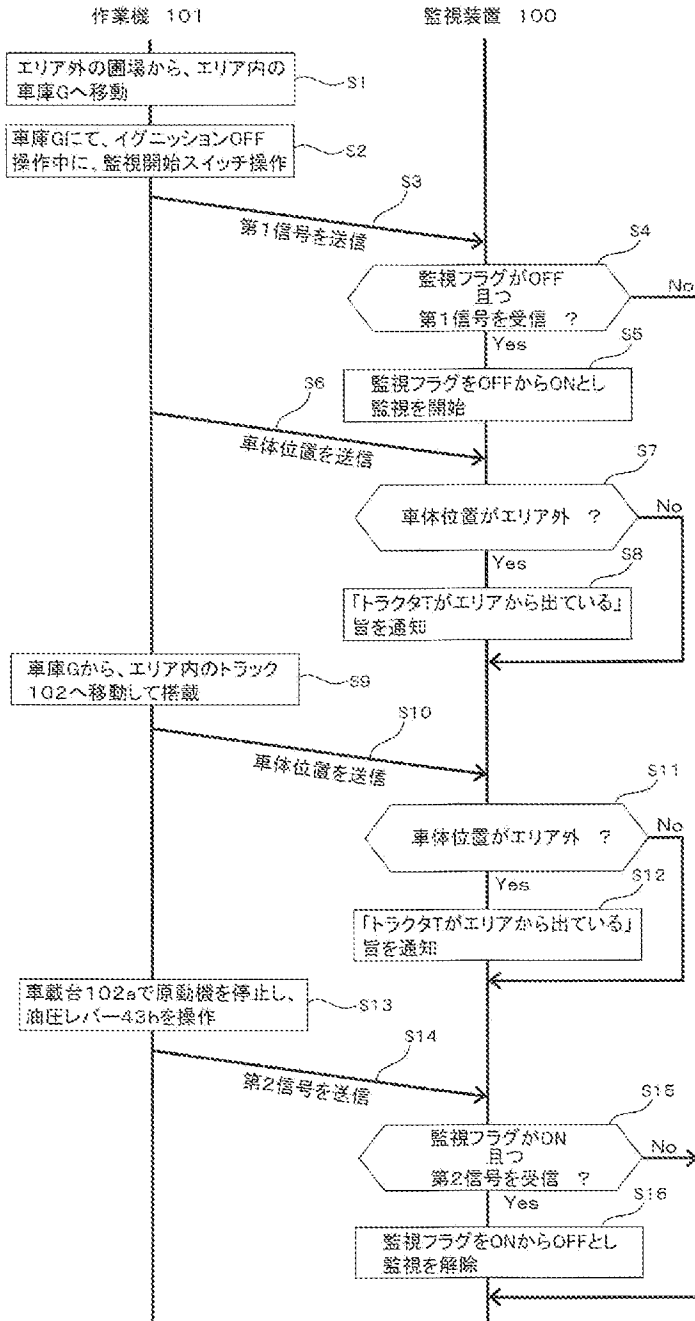 作業機 101
監視装置 100
エリア外の圃場から、エリア内の
車庫Gへ移動
S1
車庫Gにて、イグニッションOFF
操作中に、監視開始スイッチ操作
S2
S3
第1信号を送信
S4
監視フラグがOFF
且つ
第1信号を受信 ?
No
Yes
S5
監視フラグをOFFからONとし
監視を開始
S6
車体位置を送信
S7
車体位置がエリア外 ?
No
Yes
S8
「トラクタTがエリアから出ている」
旨を通知
車庫Gから、エリア内のトラック
102へ移動して搭載
S9
S10
車体位置を送信
S11
車体位置がエリア外 ?
No
Yes
S12
「トラクタTがエリアから出ている」
旨を通知
車載台102aで原動機を停止し、
油圧レバー43hを操作
S13
S14
第2信号を送信
S15
監視フラグがON
且つ
第2信号を受信 ?
No
Yes
S16
監視フラグをONからOFFとし
監視を解除